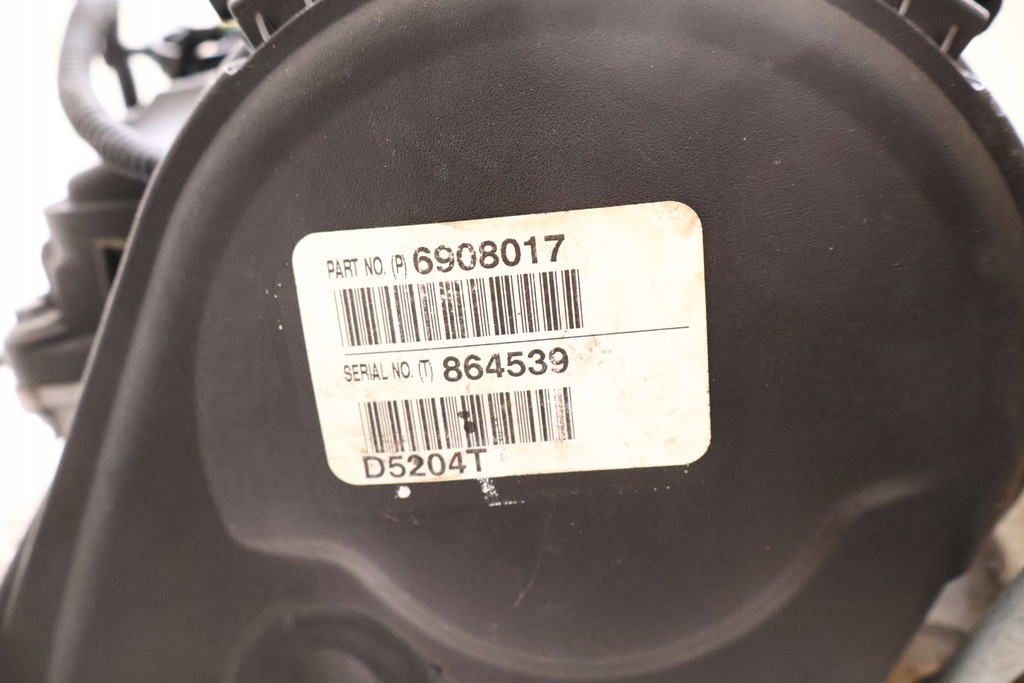 PART NO. (P) 6908017
SERIAL NO. (T) 864539
D5204T